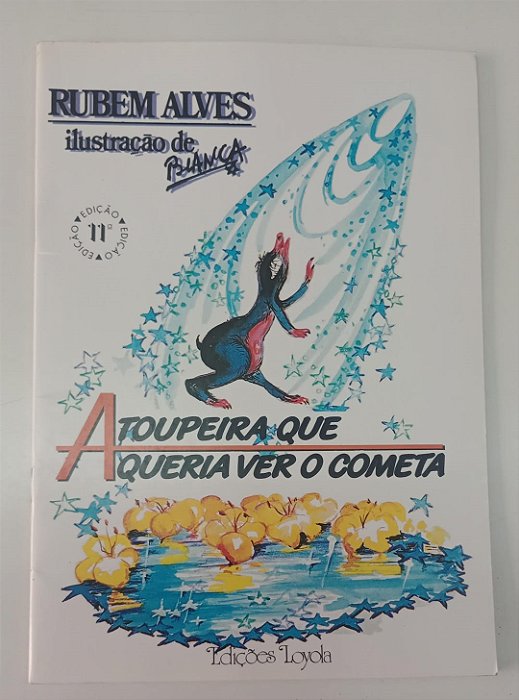 RUBEM ALVES
ilustração de
BIANCA
EDIÇÃO EDIÇÃO EDIÇÃO
11ª
A TOUPEIRA QUE
QUERIA VER O COMETA
Edições Loyola